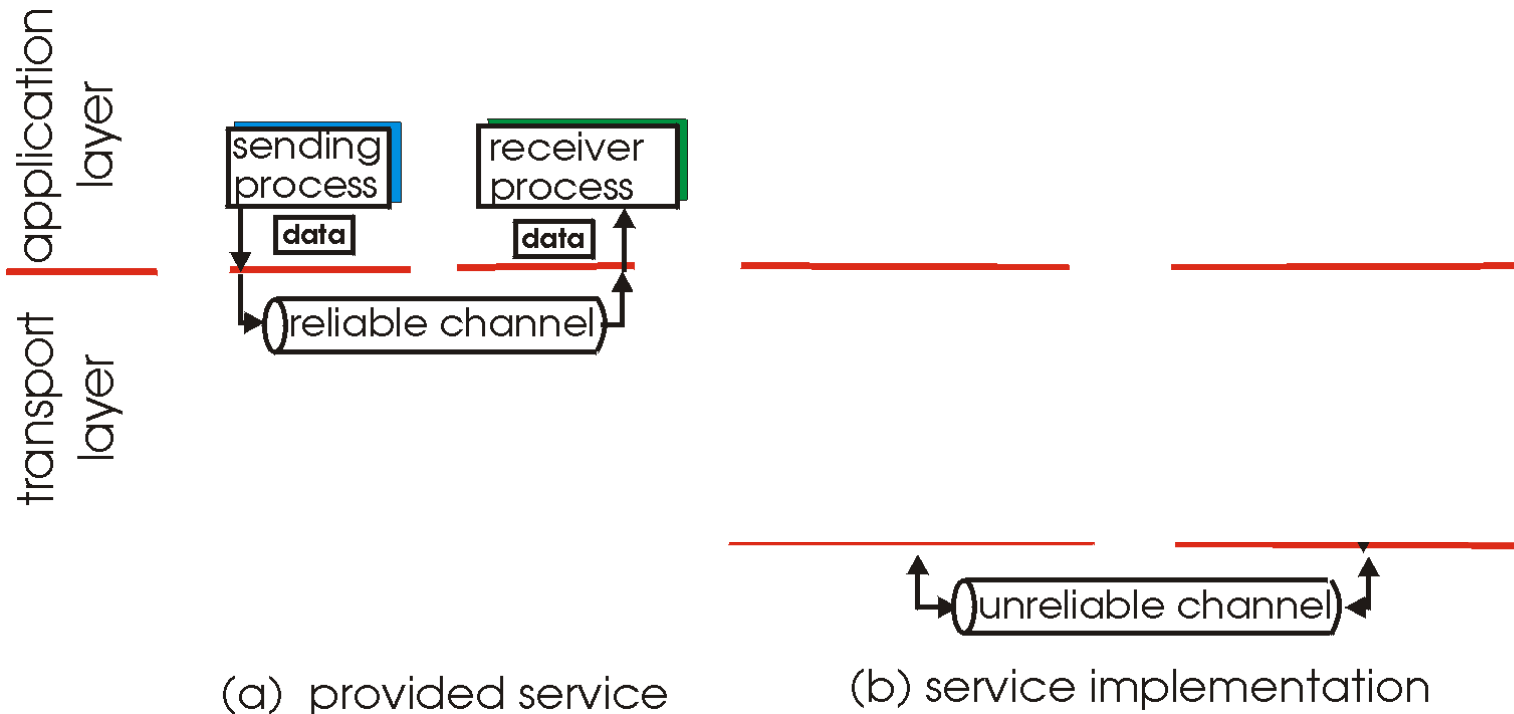 application
layer
transport
layer
sending
process
receiver
process
data
data
reliable channel
unreliable channel
(a) provided service
(b) service implementation